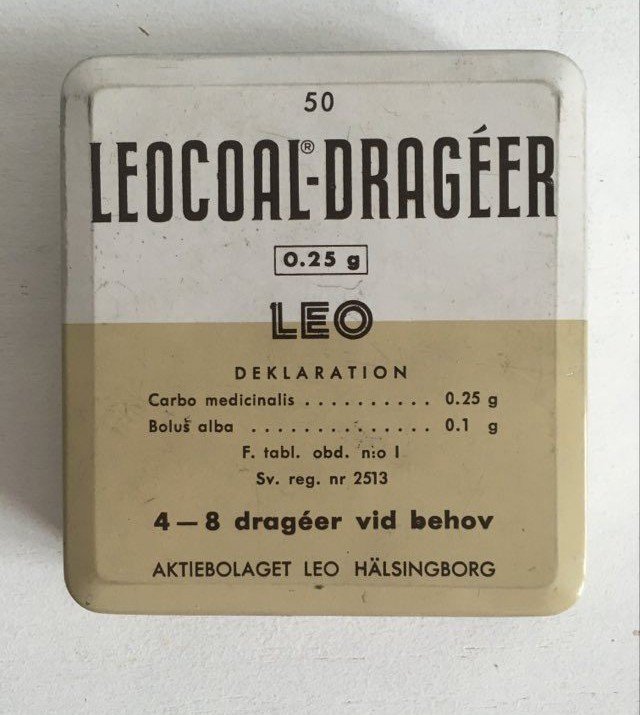 50
LEOCOAL®-DRAGÉER
0.25 g
LEO
DEKLARATION
Carbo medicinalis .......... 0.25 g
Bolus alba .............. 0.1 g
F. tabl. obd. n:o I
Sv. reg. nr 2513
4—8 dragéer vid behov
AKTIEBOLAGET LEO HÄLSINGBORG